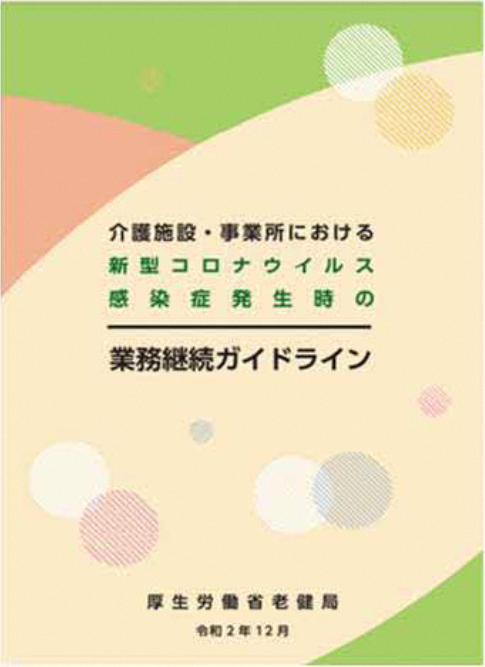 介護施設・事業所における
新型コロナウイルス
感染症発生時の
業務継続ガイドライン
厚生労働省老健局
令和2年12月